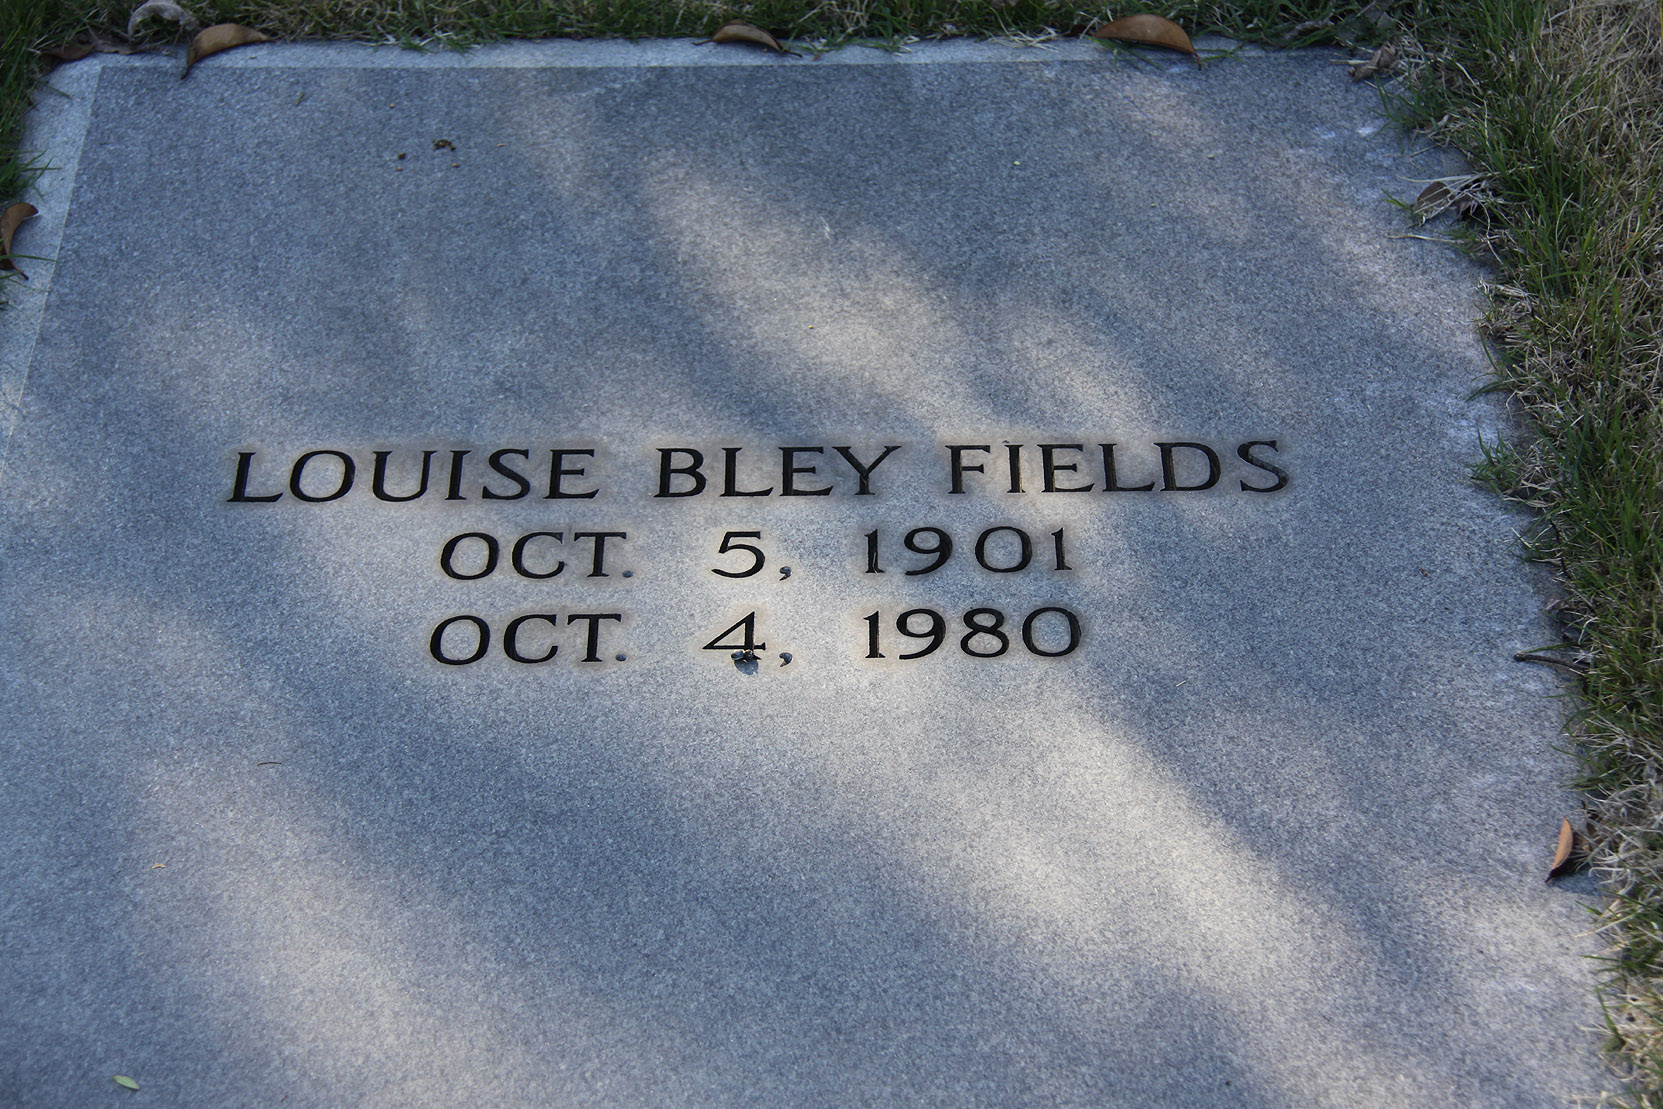 LOUISE BLEY FIELDS
OCT. 5, 1901
OCT. 4, 1980